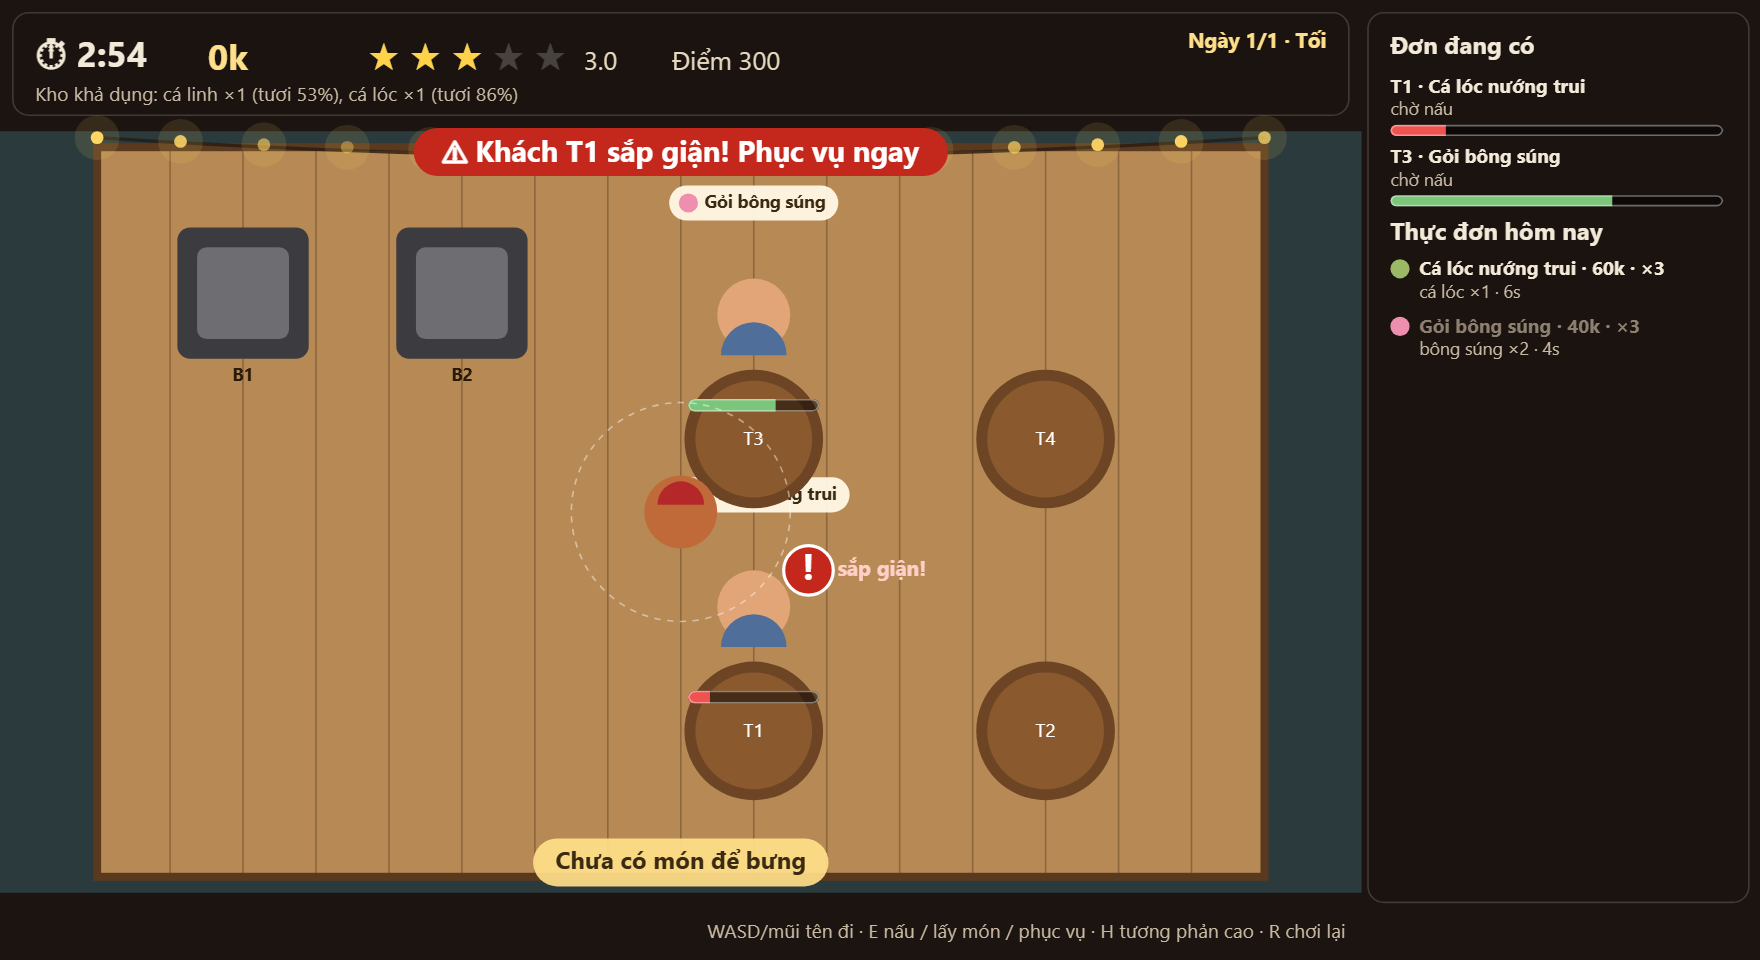 2:54
0k
3.0
Điểm 300
Ngày 1/1 · Tối
Kho khả dụng: cá linh ×1 (tươi 53%), cá lóc ×1 (tươi 86%)
⚠ Khách T1 sắp giận! Phục vụ ngay
Gỏi bông súng
B1
B2
T3
T4
trui
!
sắp giận!
T1
T2
Chưa có món để bưng
WASD/mũi tên đi · E nấu / lấy món / phục vụ · H tương phản cao · R chơi lại
Đơn đang có
T1 · Cá lóc nướng trui
chờ nấu
T3 · Gỏi bông súng
chờ nấu
Thực đơn hôm nay
Cá lóc nướng trui · 60k · ×3
cá lóc ×1 · 6s
Gỏi bông súng · 40k · ×3
bông súng ×2 · 4s